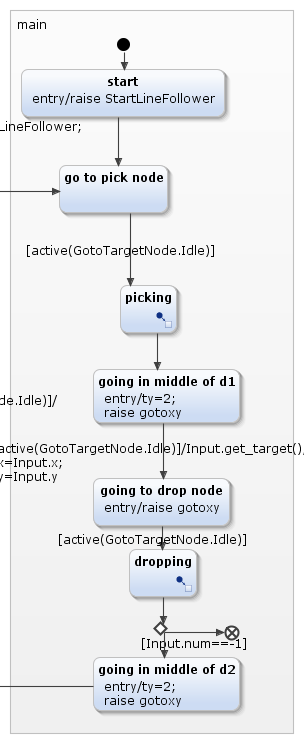 main
start
entry/raise StartLineFollower
LineFollower;
go to pick node
[active(GotoTargetNode.Idle)]
picking
going in middle of d1
entry/ty=2;
raise gotoxy
de.Idle)]/
active(GotoTargetNode.Idle)]/Input.get_target();
x=Input.x;
y=Input.y
going to drop node
entry/raise gotoxy
[active(GotoTargetNode.Idle)]
dropping
[Input.num==-1]
going in middle of d2
entry/ty=2;
raise gotoxy